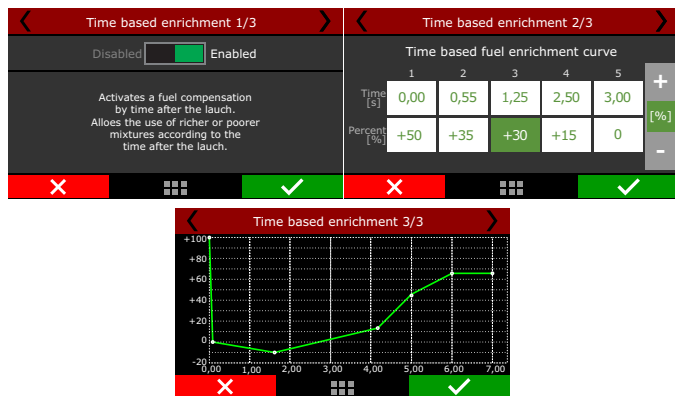 Time based enrichment 1/3
Disabled Enabled
Activates a fuel compensation
by time after the lauch.
Alloes the use of richer or poorer
mixtures according to the
time after the lauch.
Time based enrichment 2/3
Time based fuel enrichment curve
1 2 3 4 5
Time
[s]
0,00 0,55 1,25 2,50 3,00
Percent
[%]
+50 +35 +30 +15 0
+
[%]
-
Time based enrichment 3/3
+100
+80
+60
+40
+20
0
-20
0,00 1,00 2,00 3,00 4,00 5,00 6,00 7,00